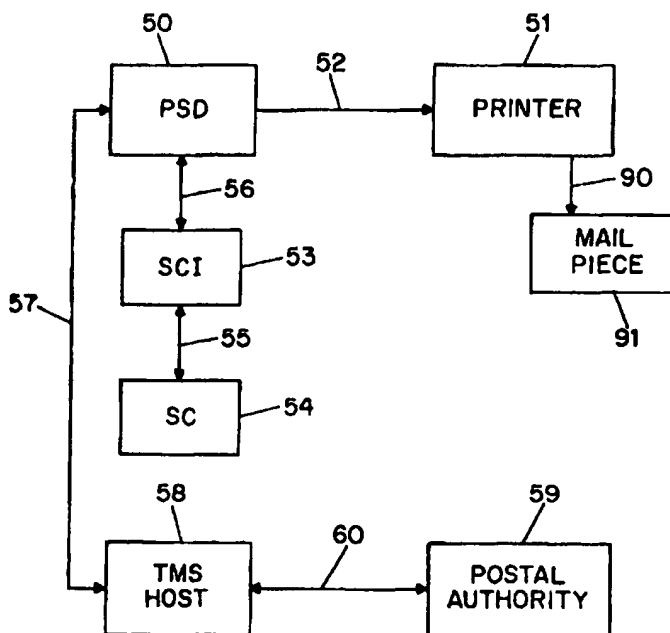 50
51
52
PSD
PRINTER
56
90
SCI
53
MAIL
PIECE
57
55
91
SC
54
58
59
60
TMS
HOST
POSTAL
AUTHORITY